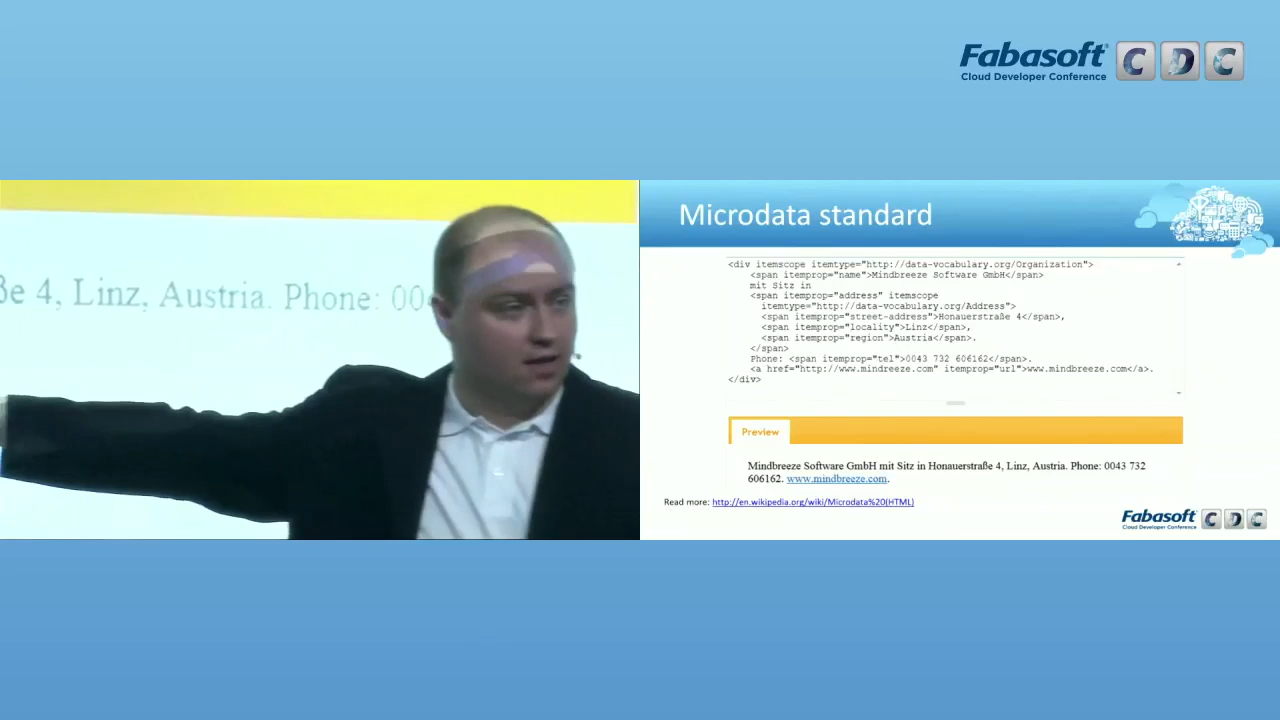 Fabasoft CDC
Cloud Developer Conference
ße 4, Linz, Austria. Phone: 00
Microdata standard
<div itemscope itemtype="http://data-vocabulary.org/Organization">
<span itemprop="name">Mindbreeze Software GmbH</span>
mit Sitz in
<span itemprop="address" itemscope
itemtype="http://data-vocabulary.org/Address">
<span itemprop="street-address">Honauerstraße 4</span>,
<span itemprop="locality">Linz</span>,
<span itemprop="region">Austria</span>.
</span>
Phone: <span itemprop="tel">0043 732 606162</span>.
<a href="http://www.mindreeze.com" itemprop="url">www.mindbreeze.com</a>.
</div>
Preview
Mindbreeze Software GmbH mit Sitz in Honauerstraße 4, Linz, Austria. Phone: 0043 732
606162. www.mindbreeze.com.
Read more: http://en.wikipedia.org/wiki/Microdata%20(HTML)
Fabasoft CDC
Cloud Developer Conference